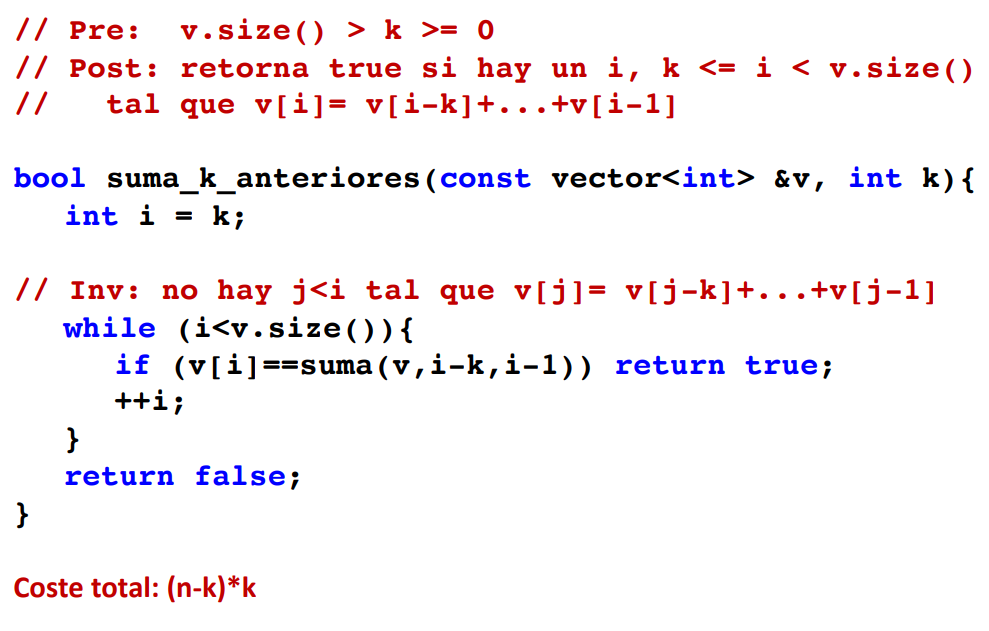 // Pre:  v.size() > k >= 0
// Post: retorna true si hay un i, k <= i < v.size()
//   tal que v[i]= v[i-k]+...+v[i-1]
bool suma_k_anteriores(const vector<int> &v, int k){
int i = k;
// Inv: no hay j<i tal que v[j]= v[j-k]+...+v[j-1]
while (i<v.size()){
if (v[i]==suma(v,i-k,i-1)) return true;
++i;
}
return false;
}
Coste total: (n-k)*k